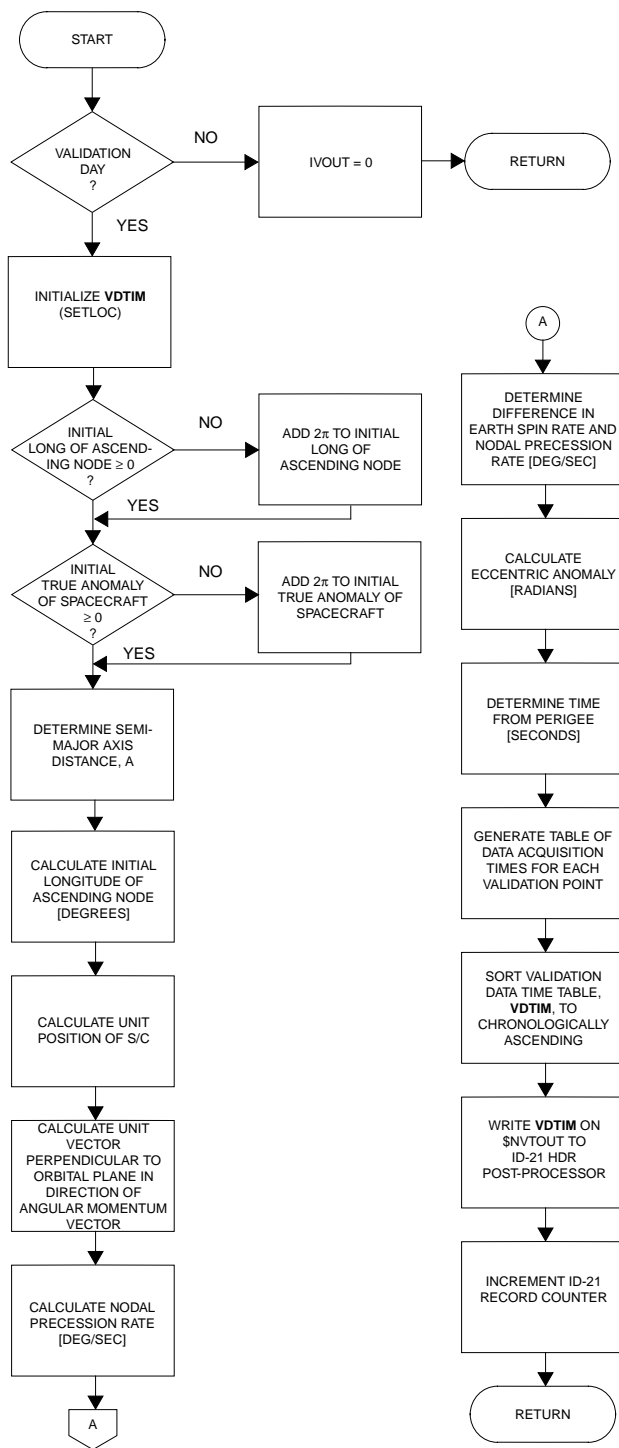 START
VALIDATION
DAY
?
NO
IVOUT = 0
RETURN
YES
INITIALIZE VDTIM
(SETLOC)
INITIAL
LONG OF ASCEND-
ING NODE ≥ 0
?
NO
ADD 2π TO INITIAL
LONG OF
ASCENDING NODE
YES
INITIAL
TRUE ANOMALY
OF SPACECRAFT
≥ 0
?
NO
ADD 2π TO INITIAL
TRUE ANOMALY OF
SPACECRAFT
YES
DETERMINE SEMI-
MAJOR AXIS
DISTANCE, A
CALCULATE INITIAL
LONGITUDE OF
ASCENDING NODE
[DEGREES]
CALCULATE UNIT
POSITION OF S/C
CALCULATE UNIT
VECTOR
PERPENDICULAR TO
ORBITAL PLANE IN
DIRECTION OF
ANGULAR MOMENTUM
VECTOR
CALCULATE NODAL
PRECESSION RATE
[DEG/SEC]
A
A
DETERMINE
DIFFERENCE IN
EARTH SPIN RATE AND
NODAL PRECESSION
RATE [DEG/SEC]
CALCULATE
ECCENTRIC ANOMALY
[RADIANS]
DETERMINE TIME
FROM PERIGEE
[SECONDS]
GENERATE TABLE OF
DATA ACQUISITION
TIMES FOR EACH
VALIDATION POINT
SORT VALIDATION
DATA TIME TABLE,
VDTIM, TO
CHRONOLOGICALLY
ASCENDING
WRITE VDTIM ON
$NVTOUT TO
ID-21 HDR
POST-PROCESSOR
INCREMENT ID-21
RECORD COUNTER
RETURN